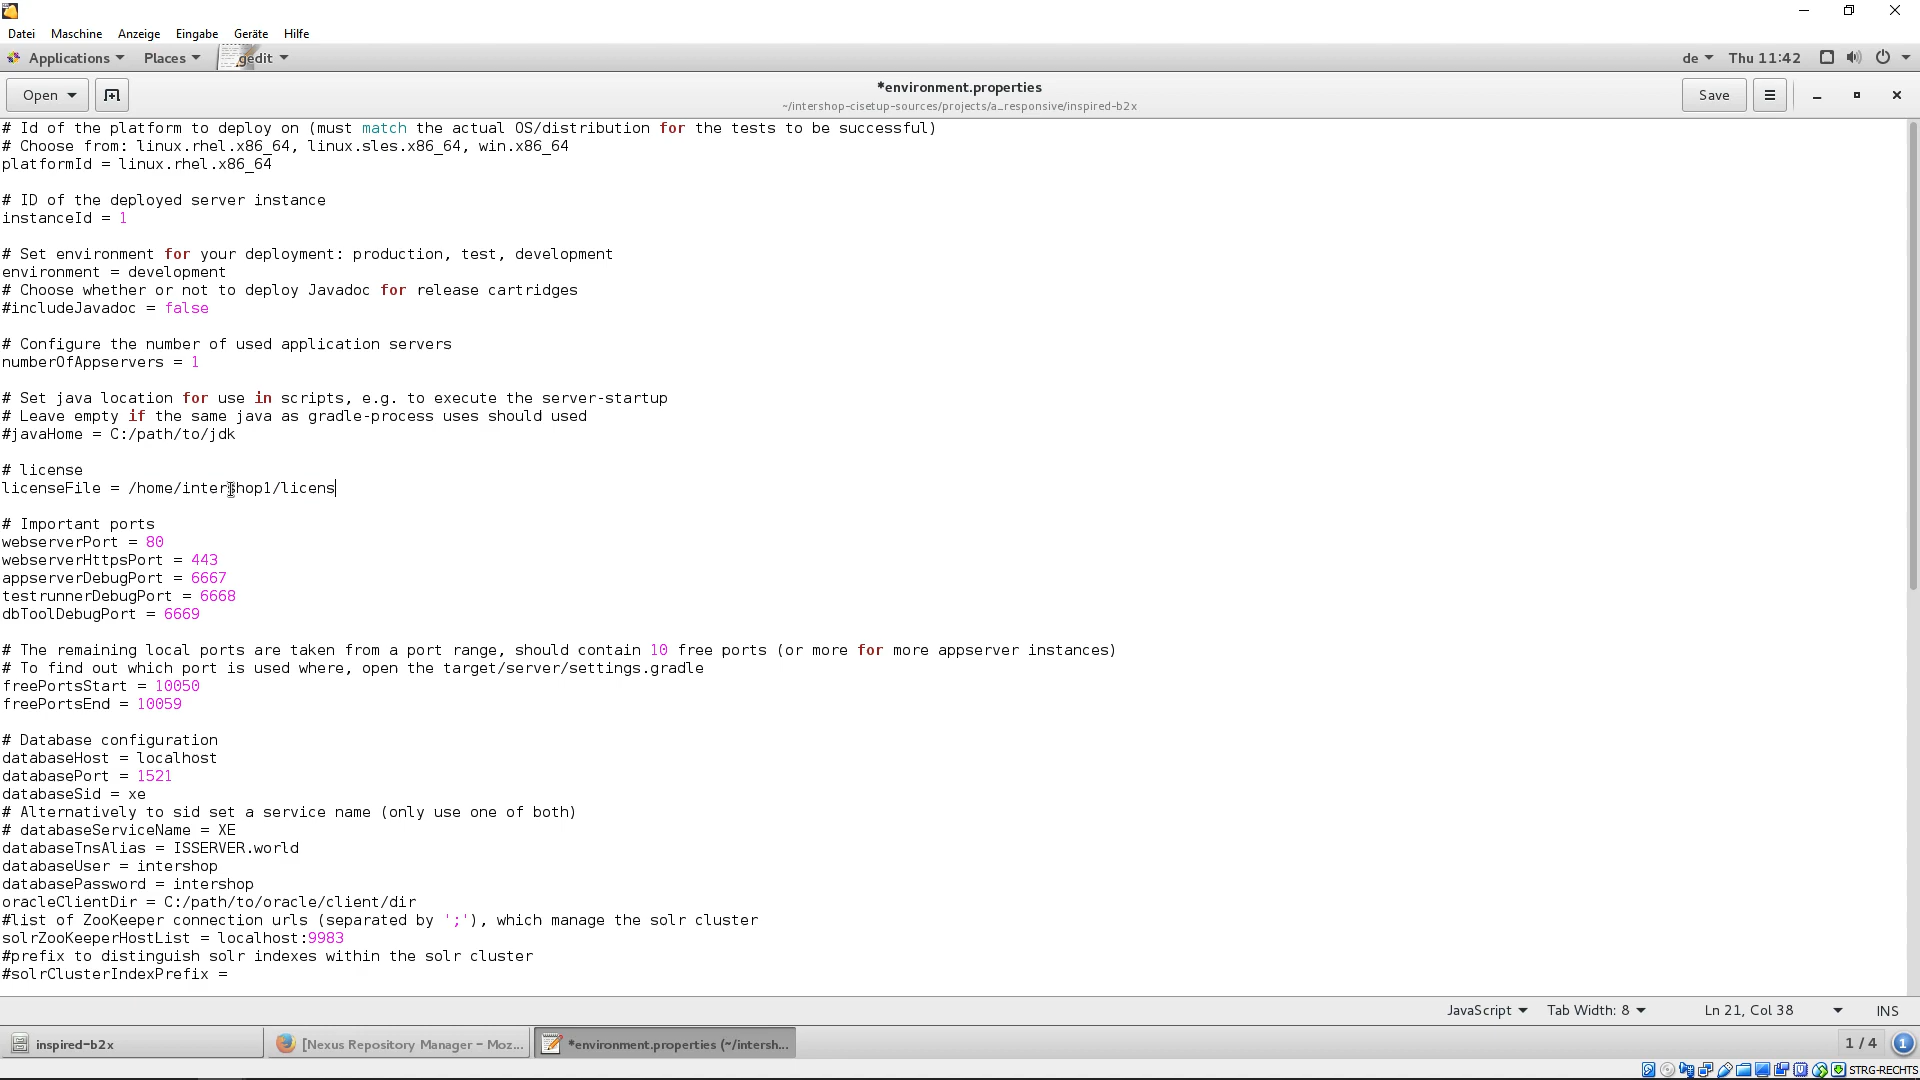 Datei Maschine Anzeige Eingabe Geräte Hilfe
Applications Places gedit de Thu 11:42
Open *environment.properties Save
~/intershop-cisetup-sources/projects/a_responsive/inspired-b2x
# Id of the platform to deploy on (must match the actual OS/distribution for the tests to be successful)
# Choose from: linux.rhel.x86_64, linux.sles.x86_64, win.x86_64
platformId = linux.rhel.x86_64
# ID of the deployed server instance
instanceId = 1
# Set environment for your deployment: production, test, development
environment = development
# Choose whether or not to deploy Javadoc for release cartridges
#includeJavadoc = false
# Configure the number of used application servers
numberOfAppservers = 1
# Set java location for use in scripts, e.g. to execute the server-startup
# Leave empty if the same java as gradle-process uses should used
#javaHome = C:/path/to/jdk
# license
licenseFile = /home/intershop1/licens
# Important ports
webserverPort = 80
webserverHttpsPort = 443
appserverDebugPort = 6667
testrunnerDebugPort = 6668
dbToolDebugPort = 6669
# The remaining local ports are taken from a port range, should contain 10 free ports (or more for more appserver instances)
# To find out which port is used where, open the target/server/settings.gradle
freePortsStart = 10050
freePortsEnd = 10059
# Database configuration
databaseHost = localhost
databasePort = 1521
databaseSid = xe
# Alternatively to sid set a service name (only use one of both)
# databaseServiceName = XE
databaseTnsAlias = ISSERVER.world
databaseUser = intershop
databasePassword = intershop
oracleClientDir = C:/path/to/oracle/client/dir
#list of ZooKeeper connection urls (separated by ';'), which manage the solr cluster
solrZooKeeperHostList = localhost:9983
#prefix to distinguish solr indexes within the solr cluster
#solrClusterIndexPrefix =
JavaScript Tab Width: 8 Ln 21, Col 38 INS
inspired-b2x [Nexus Repository Manager – Moz... *environment.properties (~/intersh... 1 / 4 1
STRG-RECHTS